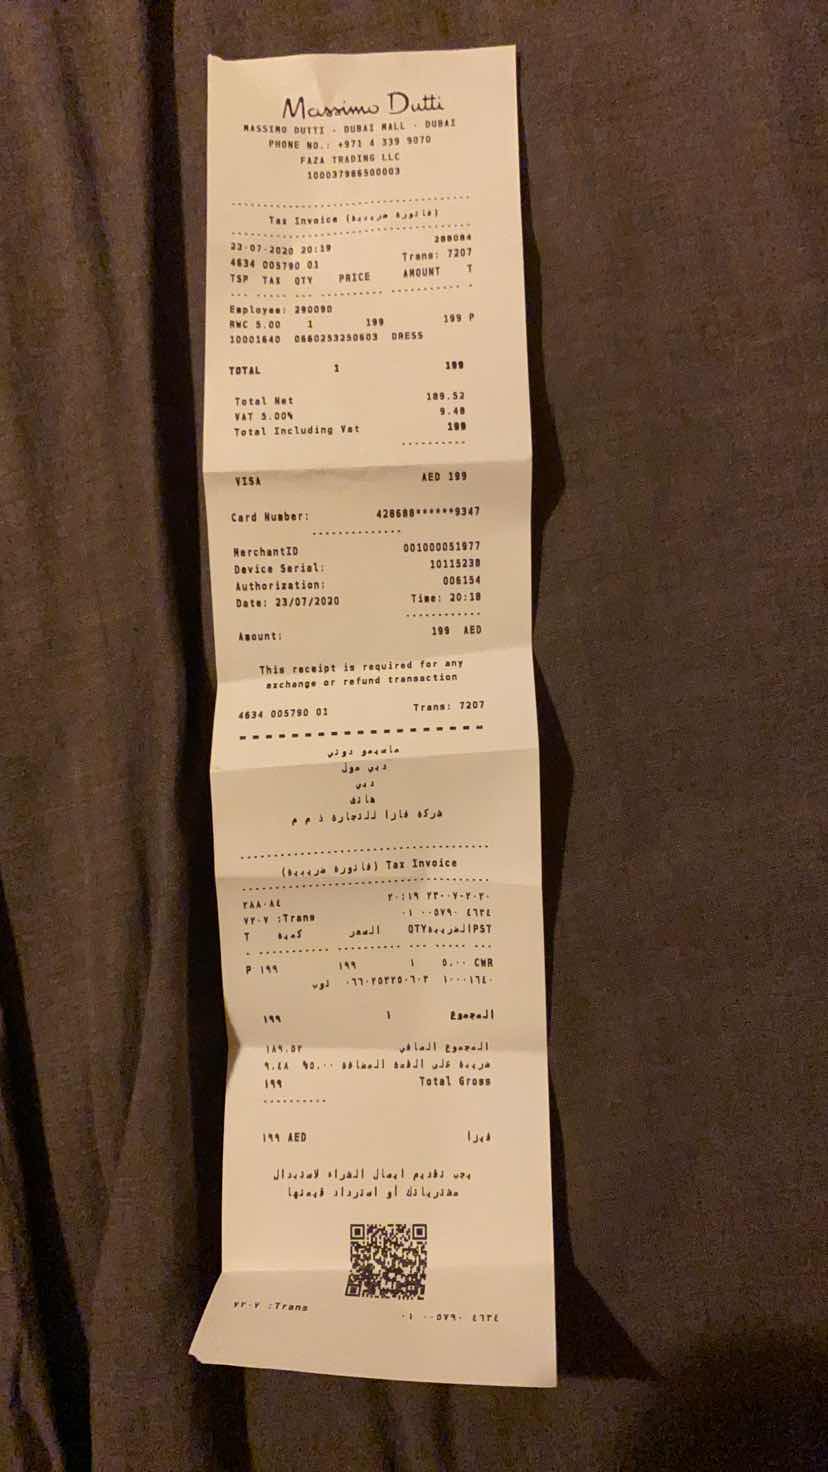 Massimo Dutti
MASSIMO DUTTI - DUBAI MALL - DUBAI
PHONE NO.: +971 4 339 9070
FAZA TRADING LLC
100037986500003
Tax Invoice (فاتورة ضريبية)
23-07-2020 20:19 288084
4634 005790 01 Trans: 7207
TSP TAX QTY PRICE AMOUNT T
Employee: 290090
RWC 5.00 1 199 199 P
10001640 0660253250603 DRESS
TOTAL 1 199
Total Net 189.52
VAT 5.00% 9.48
Total Including Vat 199
VISA AED 199
Card Number: 428688******9347
MerchantID 001000051977
Device Serial: 10115238
Authorization: 006154
Date: 23/07/2020 Time: 20:18
Amount: 199 AED
This receipt is required for any
exchange or refund transaction
4634 005790 01 Trans: 7207
ماسيمو دوتي
دبي مول
دبي
هاتف
شركة فازا للتجارة ذ م م
(فاتورة ضريبية) Tax Invoice
٢٨٨٠٨٤ ٢٠:١٩ ٢٣-٠٧-٢٠٢٠
٧٢٠٧ :Trans ٠١ ٠٠٥٧٩٠ ٤٦٣٤
T كمية السعر QTYالضريبةPST
P ١٩٩ ١٩٩ ١ ٥,٠٠ CWR
٠٦٦٠٢٥٣٢٥٠٦٠٣ ١٠٠٠١٦٤٠ ثوب
المجموع ١ ١٩٩
المجموع الصافي ١٨٩.٥٢
ضريبة على القيمة المضافة ٥,٠٠% ٩.٤٨
١٩٩ Total Gross
١٩٩ AED فيزا
يجب تقديم ايصال الشراء لاستبدال
مشترياتك أو استرداد قيمتها
٧٢٠٧ :Trans ٠١ ٠٠٥٧٩٠ ٤٦٣٤